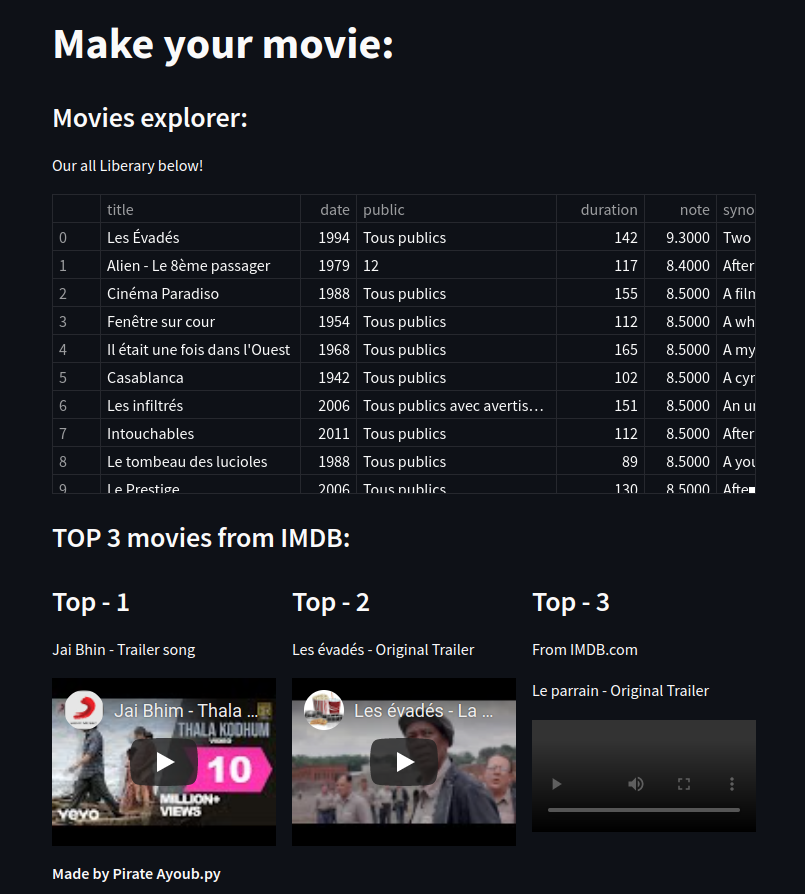 Make your movie:
Movies explorer:
Our all Liberary below!
title date public duration note syno
0 Les Évadés 1994 Tous publics 142 9.3000 Two
1 Alien - Le 8ème passager 1979 12 117 8.4000 After
2 Cinéma Paradiso 1988 Tous publics 155 8.5000 A film
3 Fenêtre sur cour 1954 Tous publics 112 8.5000 A wh
4 Il était une fois dans l'Ouest 1968 Tous publics 165 8.5000 A my
5 Casablanca 1942 Tous publics 102 8.5000 A cyr
6 Les infiltrés 2006 Tous publics avec avertis… 151 8.5000 An u
7 Intouchables 2011 Tous publics 112 8.5000 After
8 Le tombeau des lucioles 1988 Tous publics 89 8.5000 A you
9 Le Prestige 2006 Tous publics 130 8.5000 Afte
TOP 3 movies from IMDB:
Top - 1 Top - 2 Top - 3
Jai Bhin - Trailer song Les évadés - Original Trailer From IMDB.com
Le parrain - Original Trailer
Jai Bhim - Thala ... Les évadés - La ...
THALA KODHUM
VIDEO
10
MILLION+
VIEWS
vevo
Made by Pirate Ayoub.py